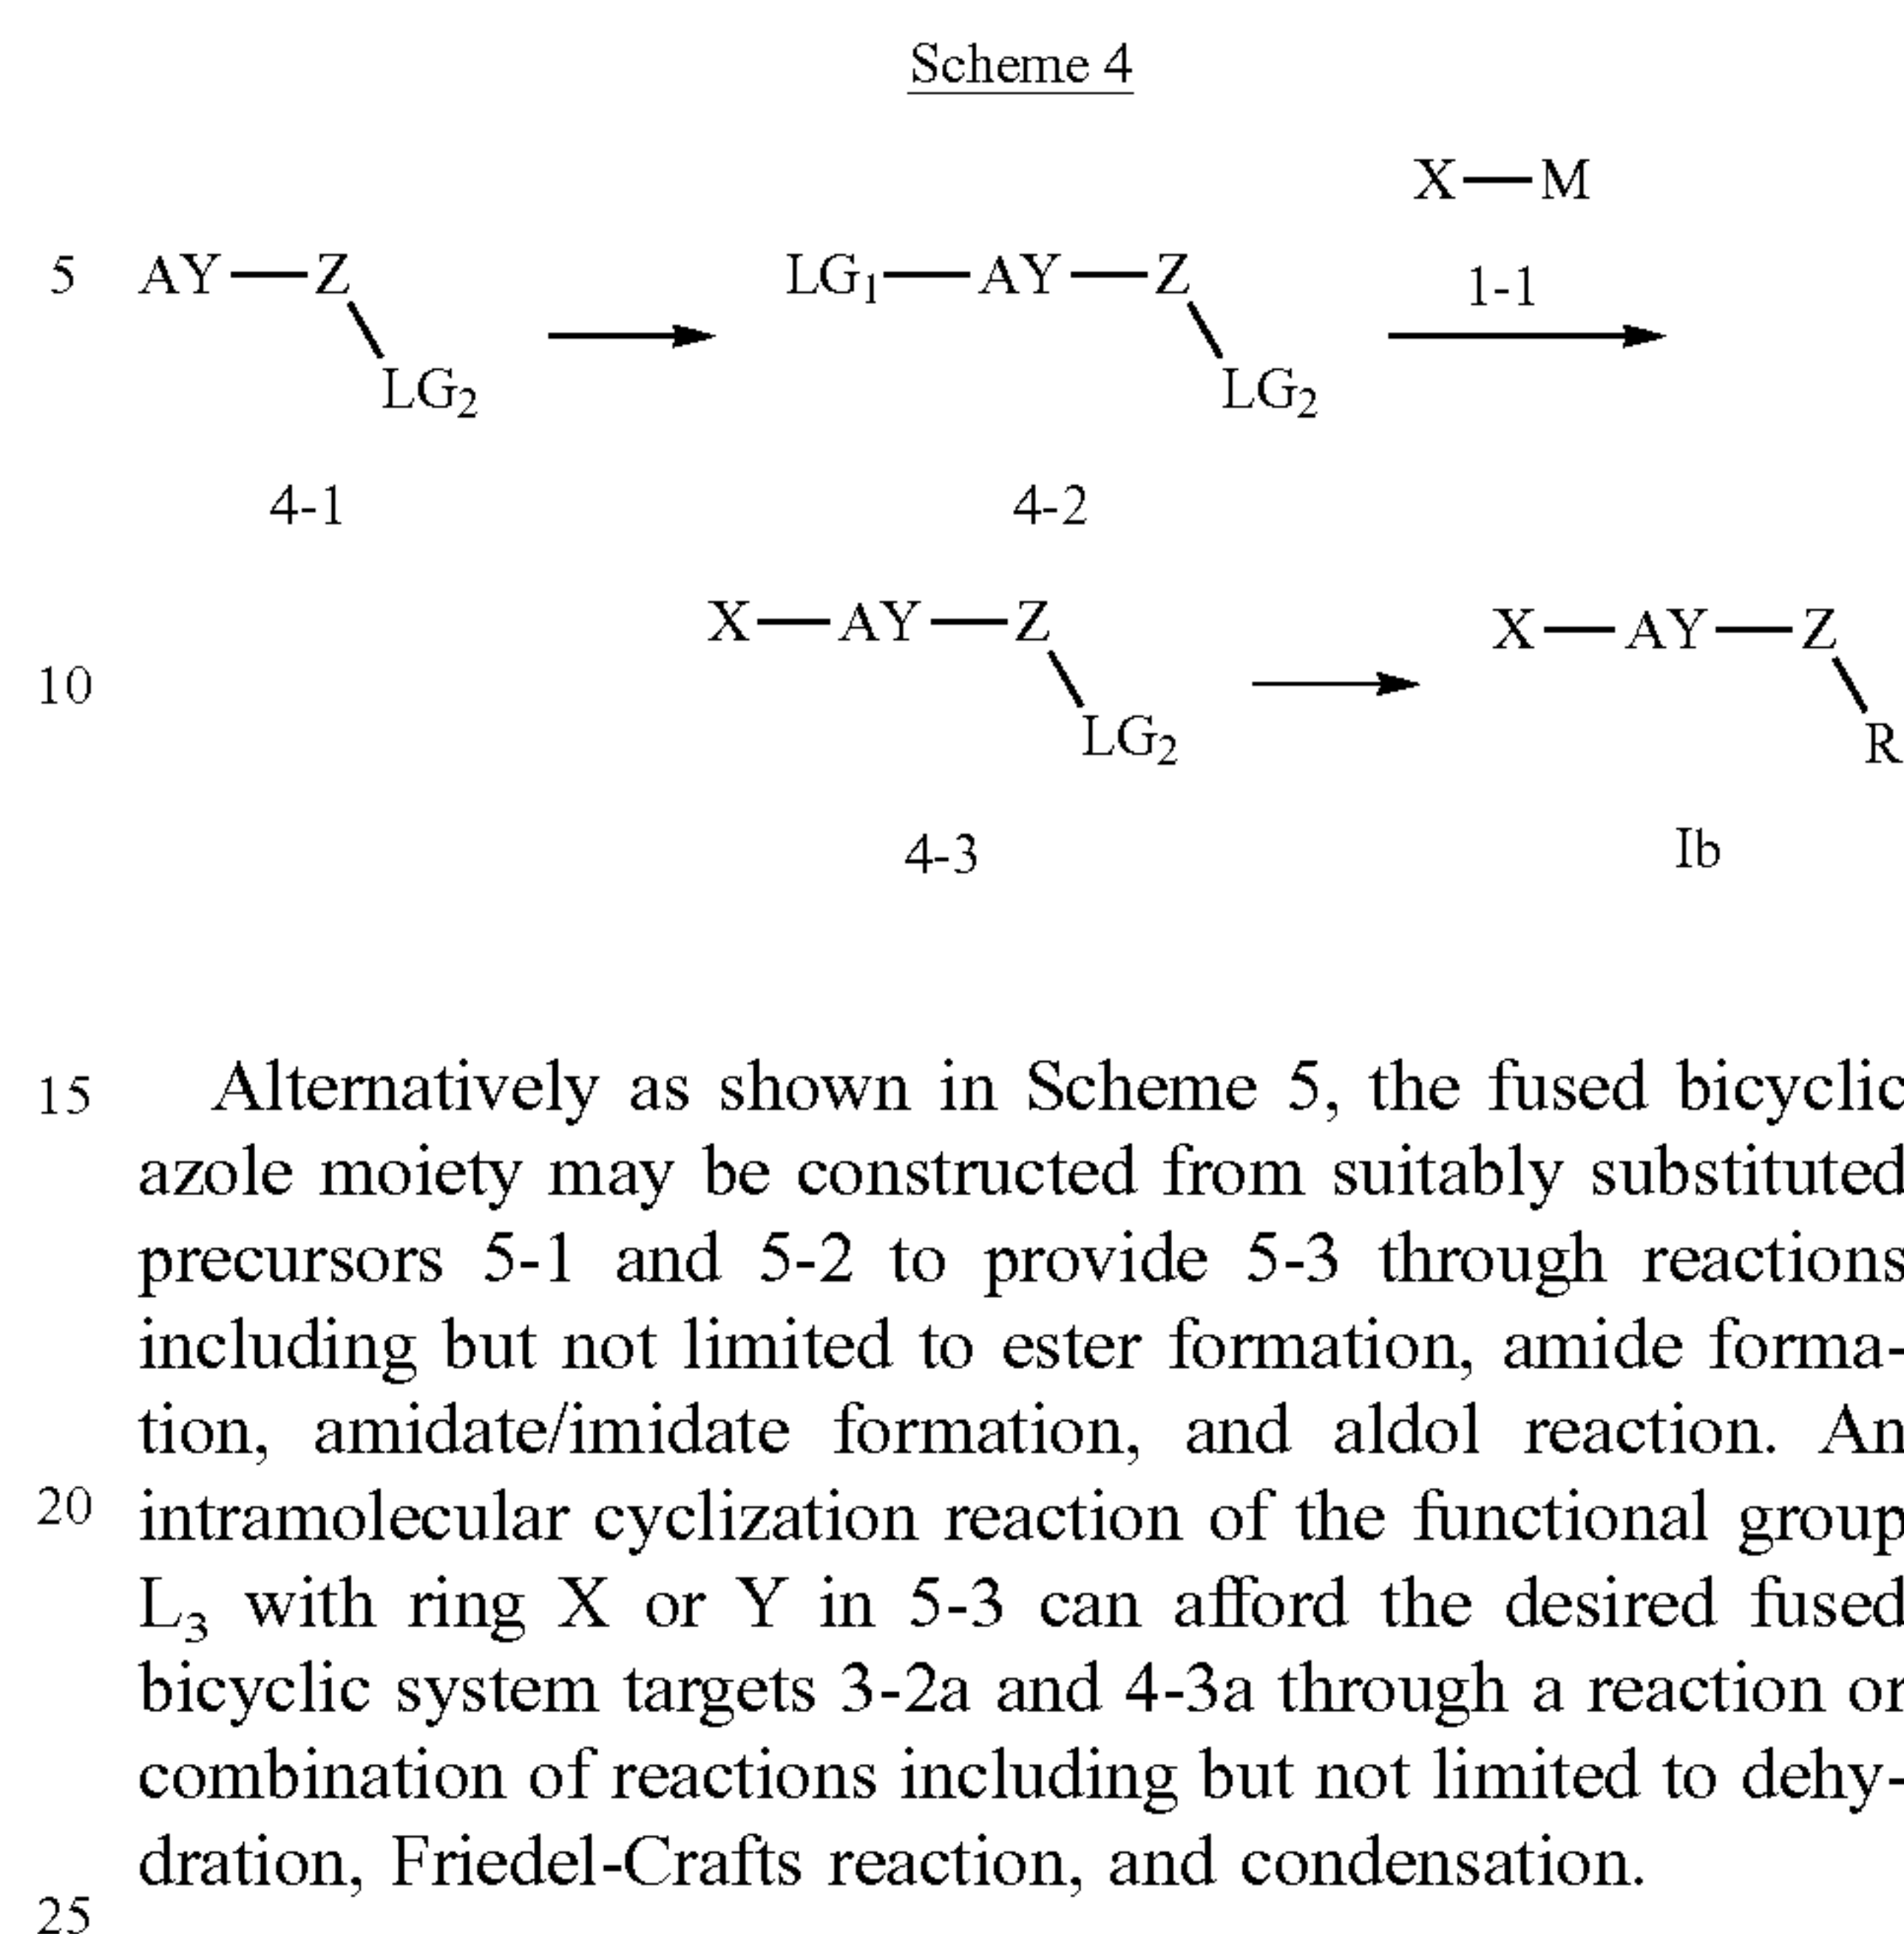 Scheme 4
X—M
5 AY—Z LG1—AY—Z 1-1
LG2 LG2
4-1 4-2
X—AY—Z X—AY—Z
10
LG2 R
4-3 Ib
15 Alternatively as shown in Scheme 5, the fused bicyclic
azole moiety may be constructed from suitably substituted
precursors 5-1 and 5-2 to provide 5-3 through reactions
including but not limited to ester formation, amide forma-
tion, amidate/imidate formation, and aldol reaction. An
20 intramolecular cyclization reaction of the functional group
L3 with ring X or Y in 5-3 can afford the desired fused
bicyclic system targets 3-2a and 4-3a through a reaction or
combination of reactions including but not limited to dehy-
dration, Friedel-Crafts reaction, and condensation.
25